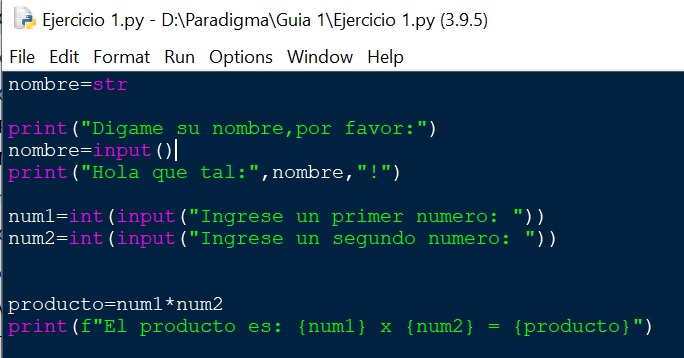 Ejercicio 1.py - D:\Paradigma\Guia 1\Ejercicio 1.py (3.9.5)
File Edit Format Run Options Window Help
nombre=str
print("Digame su nombre,por favor:")
nombre=input()
print("Hola que tal:",nombre,"!")
num1=int(input("Ingrese un primer numero: "))
num2=int(input("Ingrese un segundo numero: "))
producto=num1*num2
print(f"El producto es: {num1} x {num2} = {producto}")